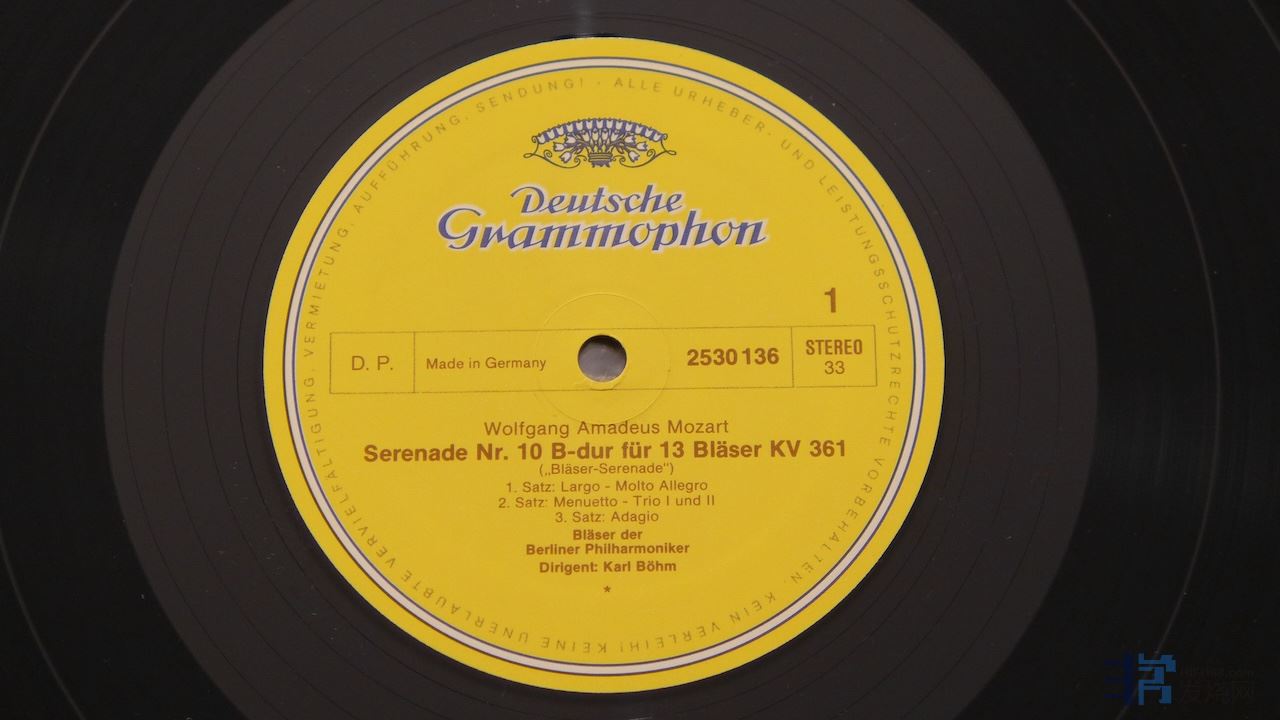 Deutsche
Grammophon
1
D. P.
Made in Germany
2530 136
STEREO
33
Wolfgang Amadeus Mozart
Serenade Nr. 10 B-dur für 13 Bläser KV 361
(„Bläser-Serenade")
1. Satz: Largo - Molto Allegro
2. Satz: Menuetto - Trio I und II
3. Satz: Adagio
Bläser der
Berliner Philharmoniker
Dirigent: Karl Böhm
*
ALLE URHEBER- UND LEISTUNGSSCHUTZRECHTE VORBEHALTEN. KEIN VERLEIH! KEINE UNERLAUBTE VERVIELFÄLTIGUNG, VERMIETUNG, AUFFÜHRUNG, SENDUNG! ·
发烧网